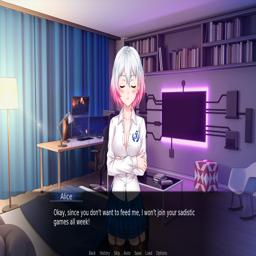 Alice
Okay, since you don't want to feed me, I won't join your sadistic
games all week!
Back History Skip Auto Save Load Options